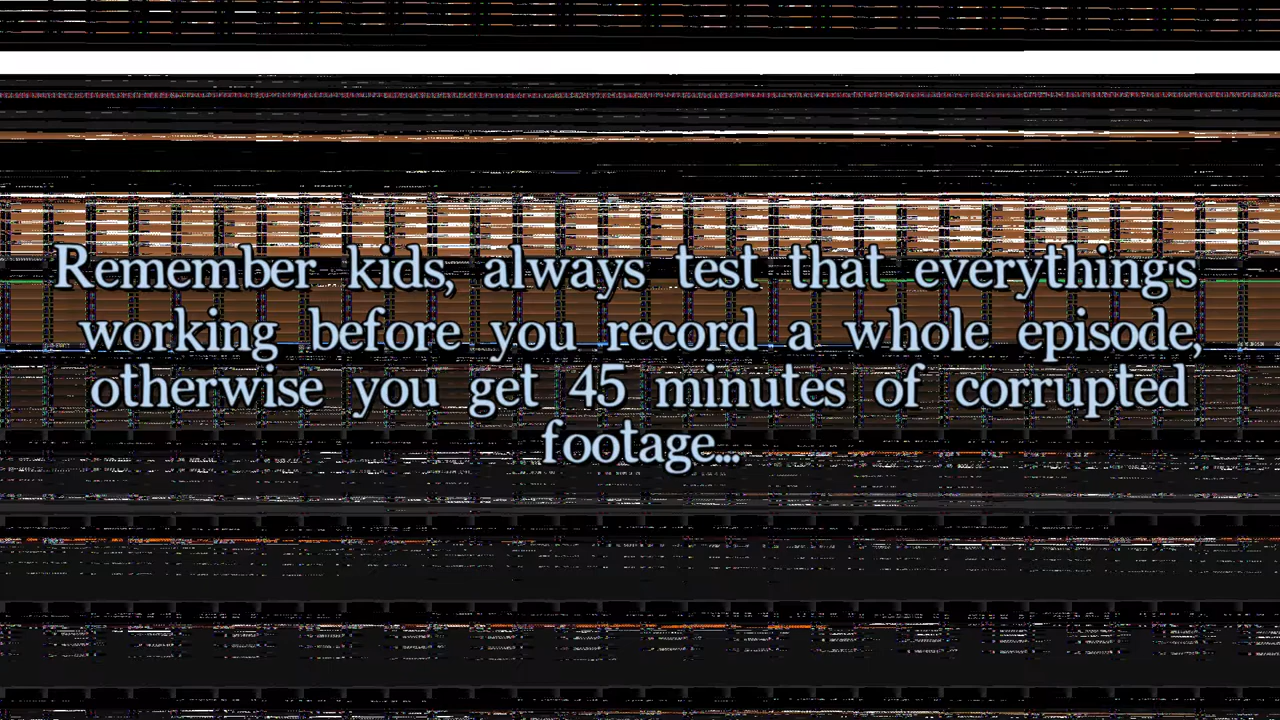 Remember kids, always test that everythings
working before you record a whole episode,
otherwise you get 45 minutes of corrupted
footage...